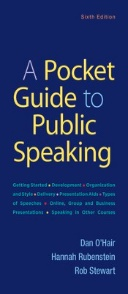 Sixth Edition
A Pocket
Guide to
Public
Speaking
Getting Started • Development • Organization
and Style • Delivery • Presentation Aids • Types
of Speeches • Online, Group and Business
Presentations • Speaking in Other Courses
Dan O'Hair
Hannah Rubenstein
Rob Stewart